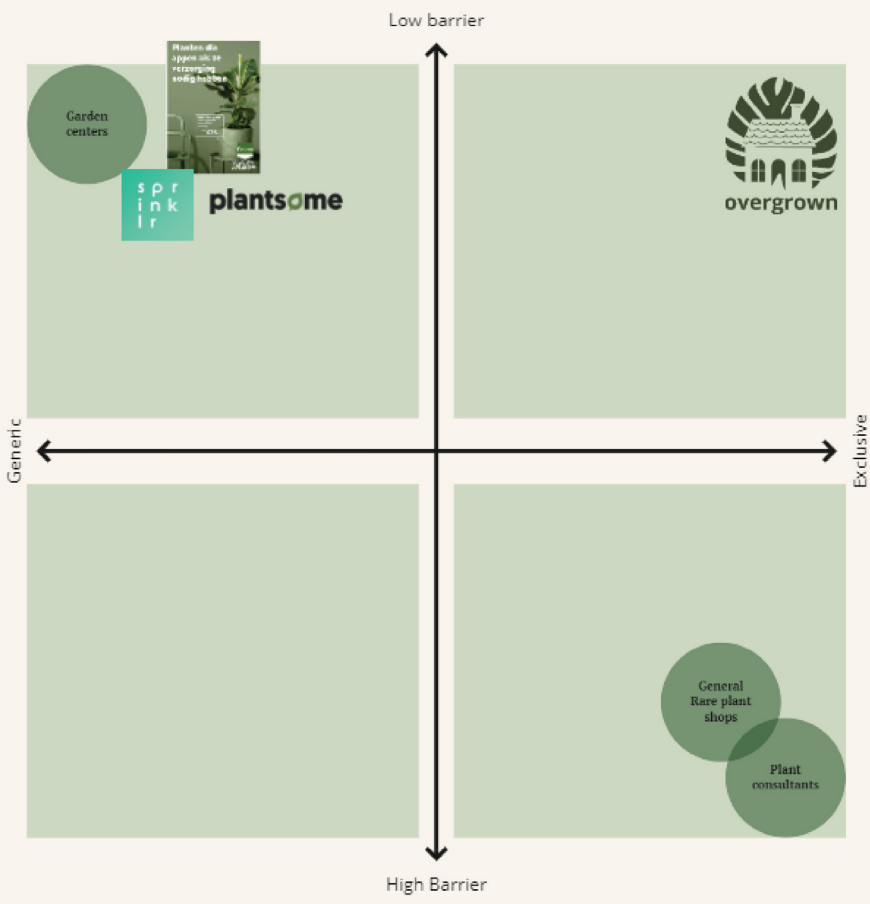 Low barrier
Planten die
appen als ze
verzorging
nodig hebben
Garden
centers
spr
ink
lr
plantsome
overgrown
Generic
Exclusive
General
Rare plant
shops
Plant
consultants
High Barrier